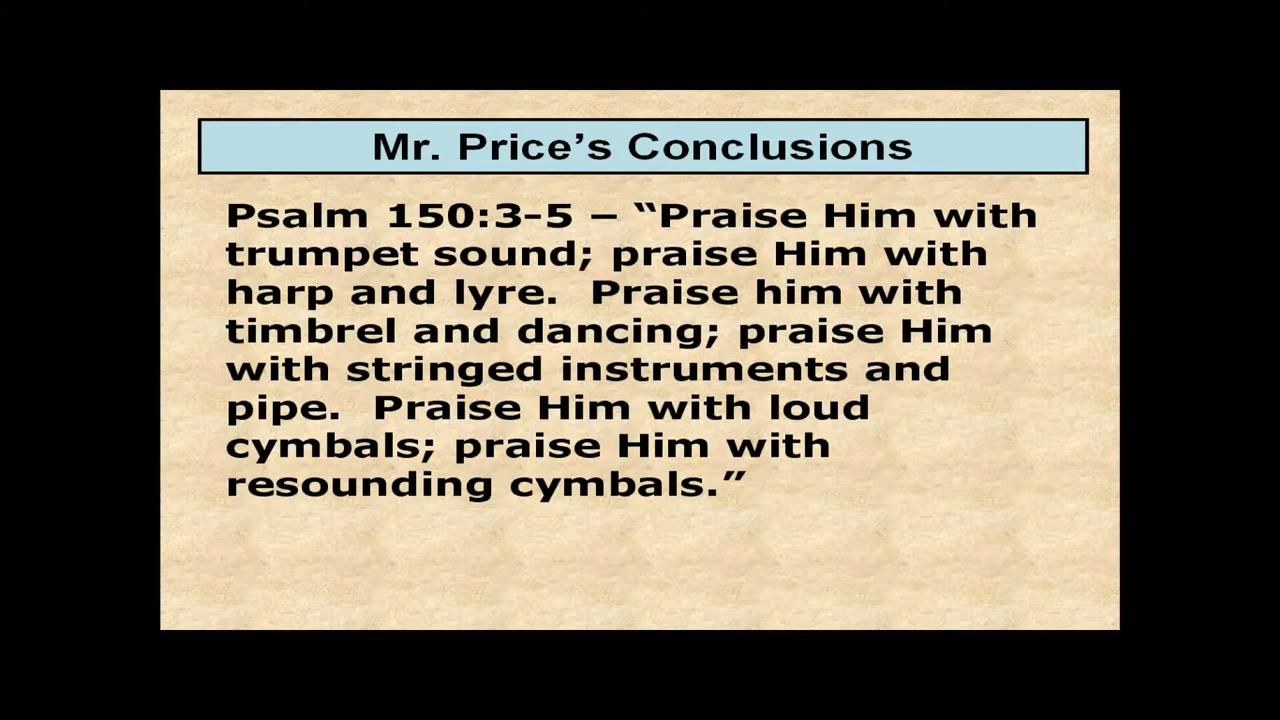 Mr. Price’s Conclusions
Psalm 150:3-5 – “Praise Him with
trumpet sound; praise Him with
harp and lyre.  Praise him with
timbrel and dancing; praise Him
with stringed instruments and
pipe.  Praise Him with loud
cymbals; praise Him with
resounding cymbals.”